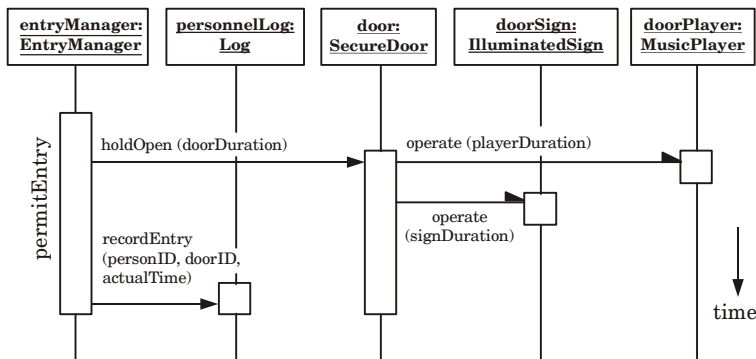 entryManager:
EntryManager
personnelLog:
Log
door:
SecureDoor
doorSign:
IlluminatedSign
doorPlayer:
MusicPlayer
permitEntry
holdOpen (doorDuration)
operate (playerDuration)
operate
(signDuration)
recordEntry
(personID, doorID,
actualTime)
time